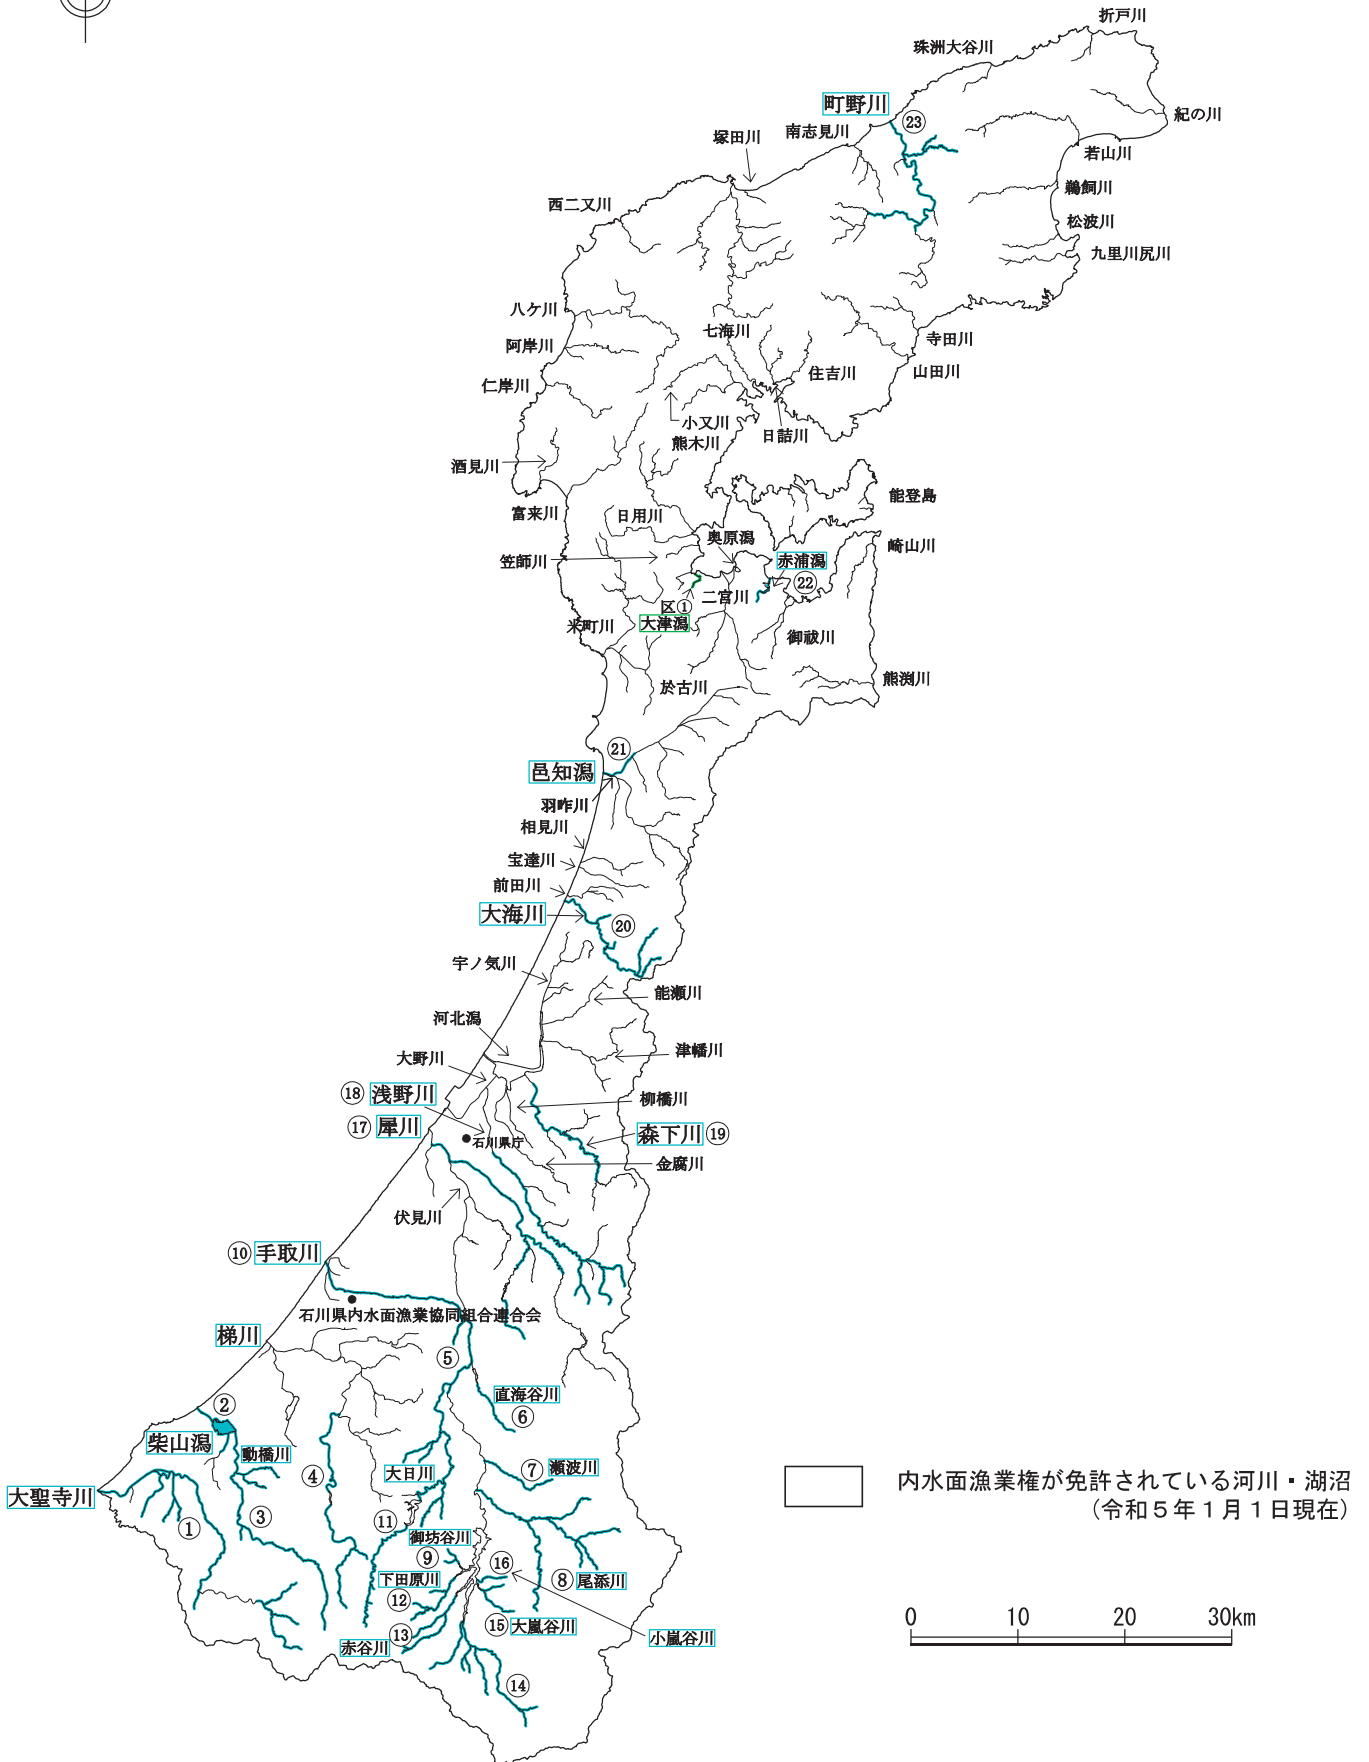 折戸川
珠洲大谷川
町野川
㉓
紀の川
南志見川
塚田川
若山川
鵜飼川
西二又川
松波川
九里川尻川
八ケ川
七海川
寺田川
阿岸川
住吉川
山田川
仁岸川
小又川
日詰川
熊木川
酒見川
能登島
富来川
日用川
奥原潟
崎山川
笠師川
赤浦潟
㉒
二宮川
区①
大津潟
米町川
御祓川
於古川
熊渕川
㉑
邑知潟
羽咋川
相見川
宝達川
前田川
大海川
⑳
宇ノ気川
能瀬川
河北潟
津幡川
大野川
⑱ 浅野川
柳橋川
⑰ 犀川
森下川 ⑲
石川県庁
金腐川
伏見川
⑩ 手取川
石川県内水面漁業協同組合連合会
梯川
⑤
直海谷川
⑥
②
柴山潟
動橋川
④
大日川
⑦ 瀬波川
大聖寺川
内水面漁業権が免許されている河川・湖沼
(令和5年1月1日現在)
①
③
⑪
御坊谷川
⑨
⑯
下田原川
⑧ 尾添川
⑫
⑬
⑮ 大嵐谷川
赤谷川
小嵐谷川
⑭
0 10 20 30km